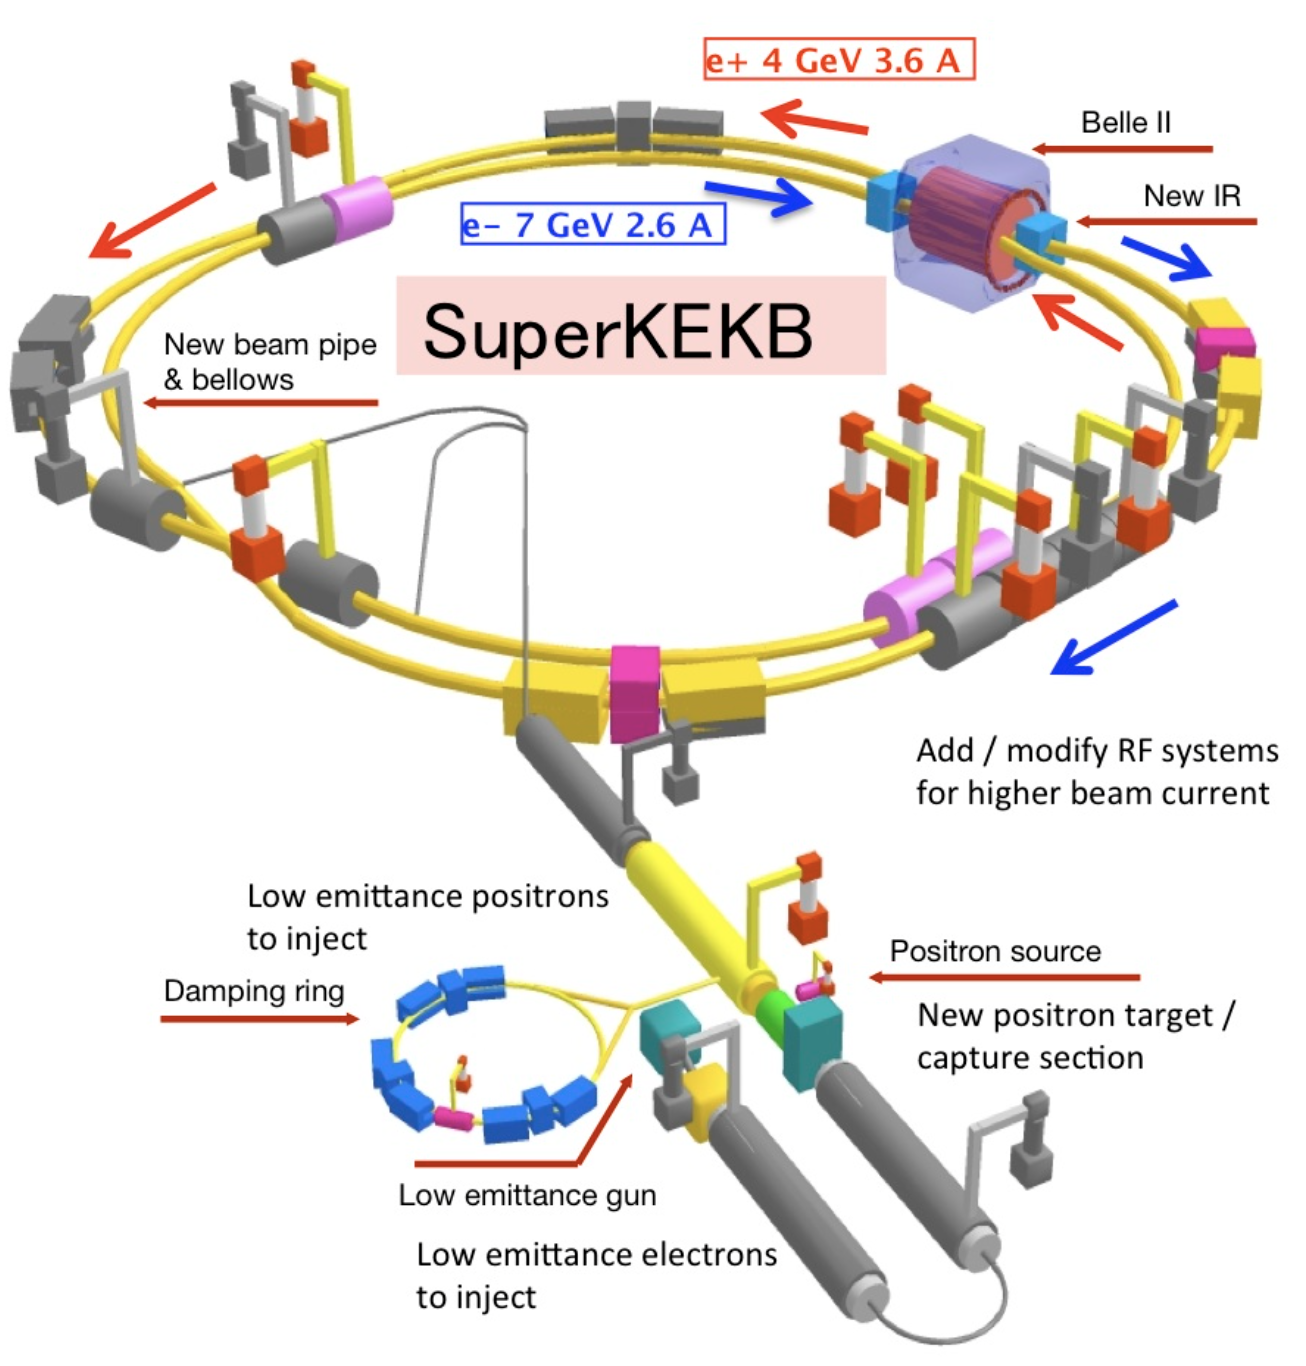 e+ 4 GeV 3.6 A
Belle II
New IR
e− 7 GeV 2.6 A
SuperKEKB
New beam pipe
& bellows
Add / modify RF systems
for higher beam current
Low emittance positrons
to inject
Damping ring
Positron source
New positron target /
capture section
Low emittance gun
Low emittance electrons
to inject